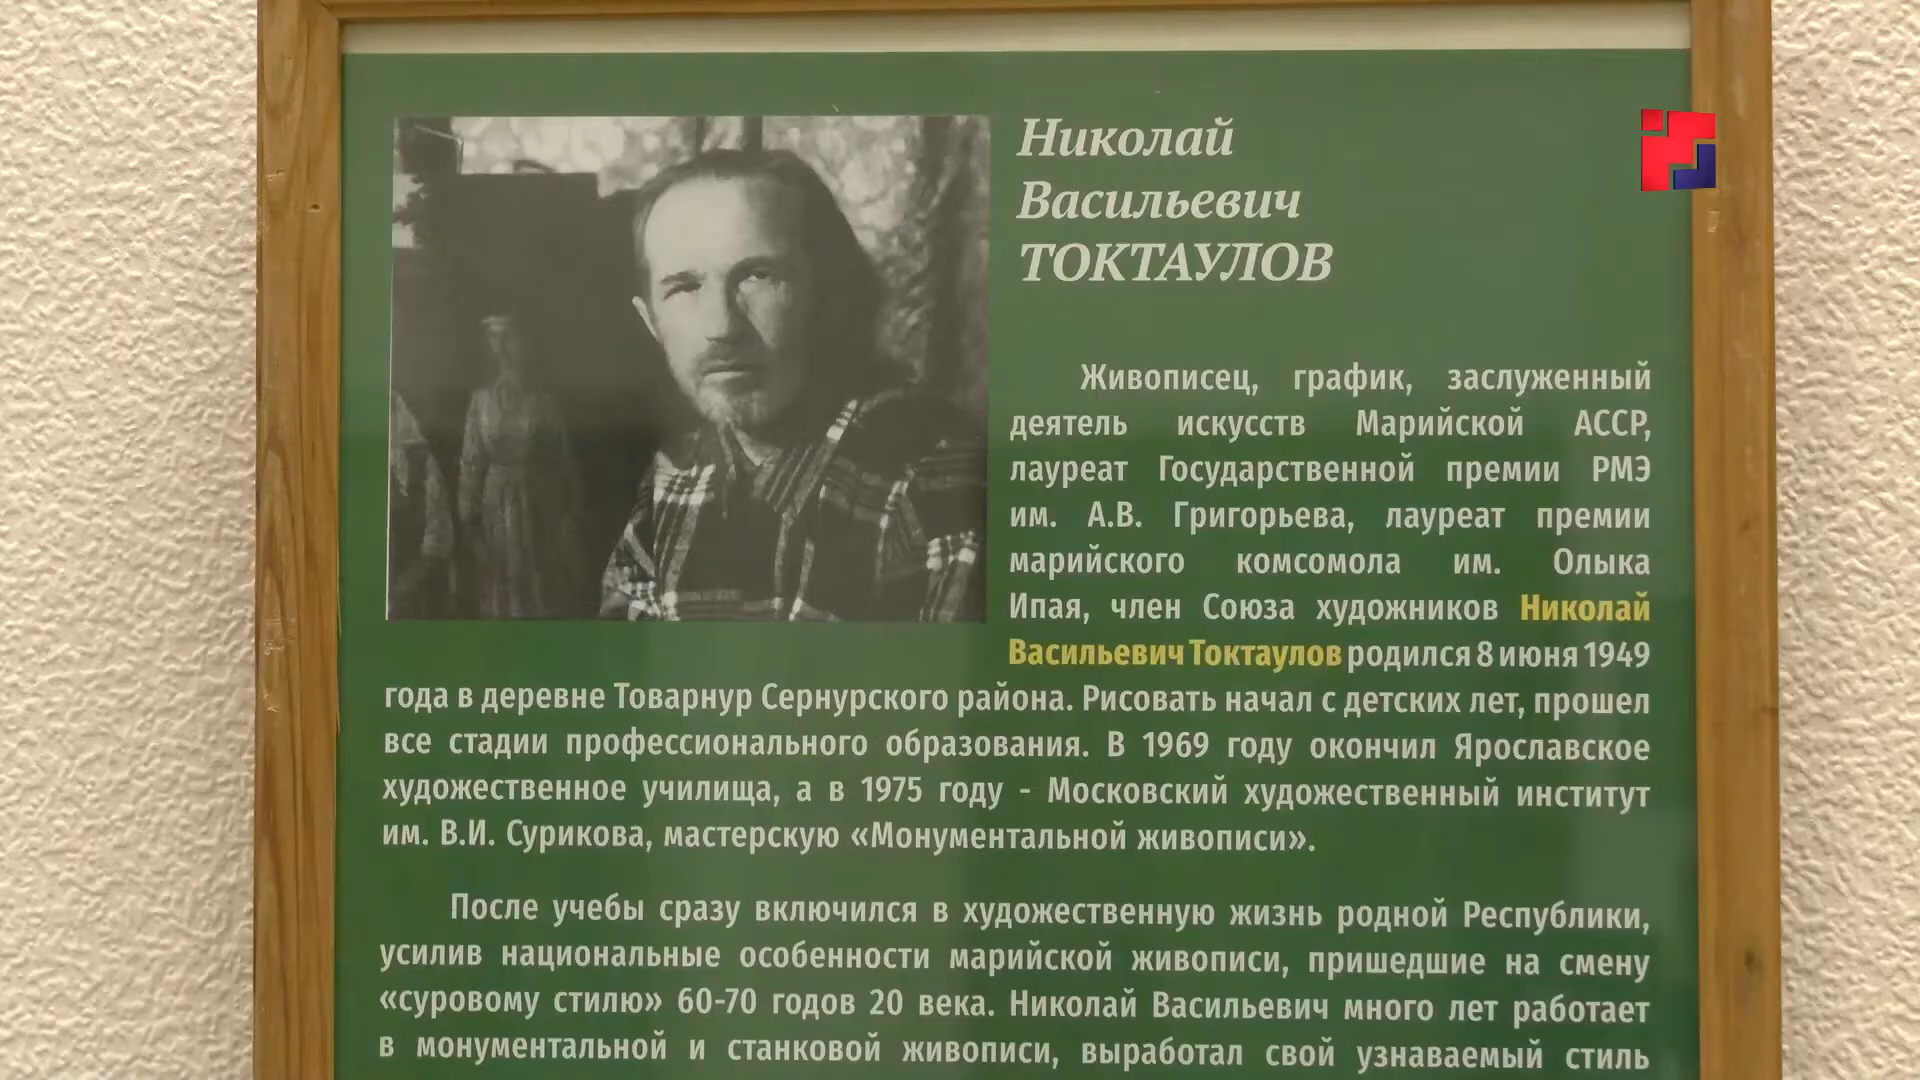 Николай
Васильевич
ТОКТАУЛОВ
Живописец, график, заслуженный
деятель искусств Марийской АССР,
лауреат Государственной премии РМЭ
им. А.В. Григорьева, лауреат премии
марийского комсомола им. Олыка
Ипая, член Союза художников Николай
Васильевич Токтаулов родился 8 июня 1949
года в деревне Товарнур Сернурского района. Рисовать начал с детских лет, прошел
все стадии профессионального образования. В 1969 году окончил Ярославское
художественное училища, а в 1975 году - Московский художественный институт
им. В.И. Сурикова, мастерскую «Монументальной живописи».
После учебы сразу включился в художественную жизнь родной Республики,
усилив национальные особенности марийской живописи, пришедшие на смену
«суровому стилю» 60-70 годов 20 века. Николай Васильевич много лет работает
в монументальной и станковой живописи, выработал свой узнаваемый стиль